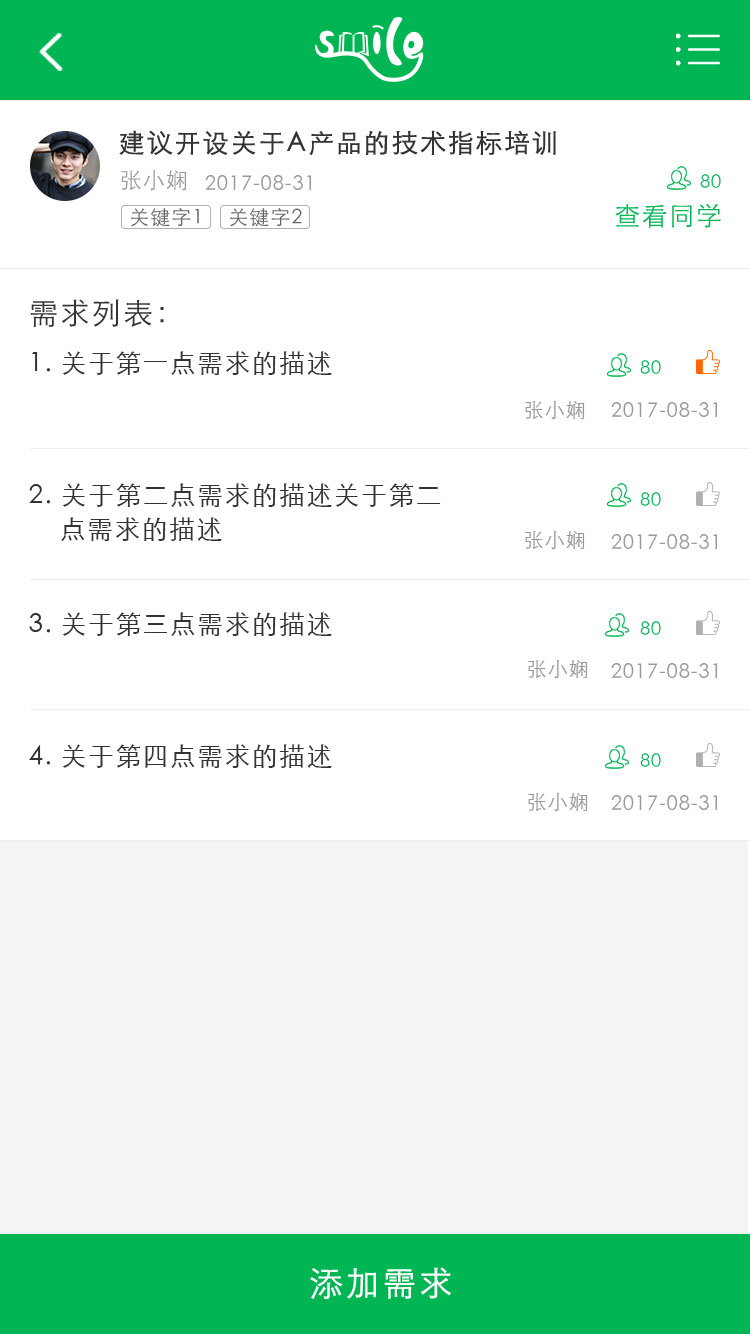 smile
建议开设关于A产品的技术指标培训
张小娴 2017-08-31
80
关键字1 关键字2
查看同学
需求列表：
1. 关于第一点需求的描述
80
张小娴 2017-08-31
2. 关于第二点需求的描述关于第二
点需求的描述
80
张小娴 2017-08-31
3. 关于第三点需求的描述
80
张小娴 2017-08-31
4. 关于第四点需求的描述
80
张小娴 2017-08-31
添加需求